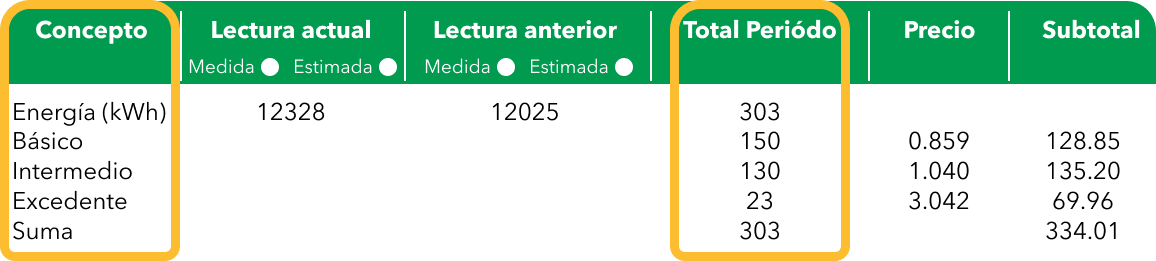 Concepto Lectura actual Lectura anterior Total Periódo Precio Subtotal
Medida Estimada Medida Estimada
Energía (kWh) 12328 12025 303
Básico 150 0.859 128.85
Intermedio 130 1.040 135.20
Excedente 23 3.042 69.96
Suma 303 334.01